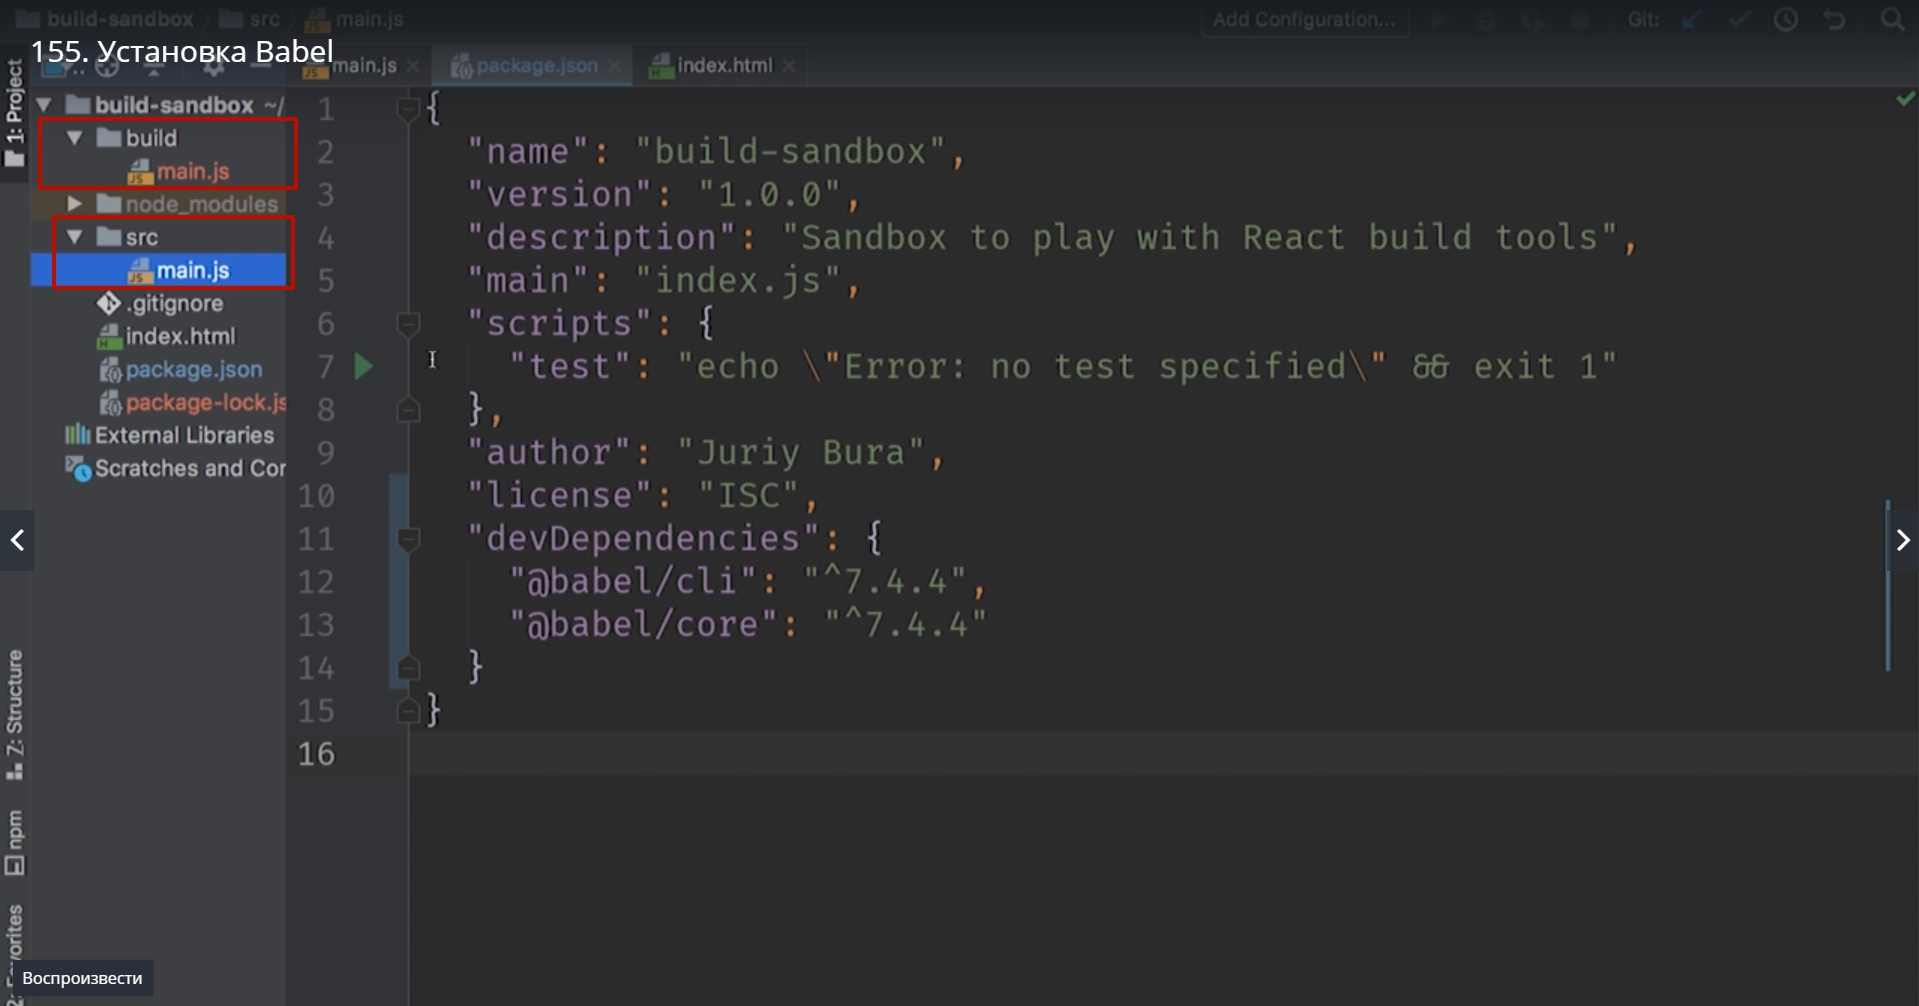 build-sandbox
src
main.js
Add Configuration...
Git:
155. Установка Babel
main.js
package.json
index.html
1: Project
build-sandbox ~/
build
main.js
node_modules
src
main.js
.gitignore
index.html
package.json
package-lock.js
External Libraries
Scratches and Cor
Z: Structure
npm
1 {
2 "name": "build-sandbox",
3 "version": "1.0.0",
4 "description": "Sandbox to play with React build tools",
5 "main": "index.js",
6 "scripts": {
7 "test": "echo \"Error: no test specified\" && exit 1"
8 },
9 "author": "Juriy Bura",
10 "license": "ISC",
11 "devDependencies": {
12 "@babel/cli": "^7.4.4",
13 "@babel/core": "^7.4.4"
14 }
15 }
16
Воспроизвести